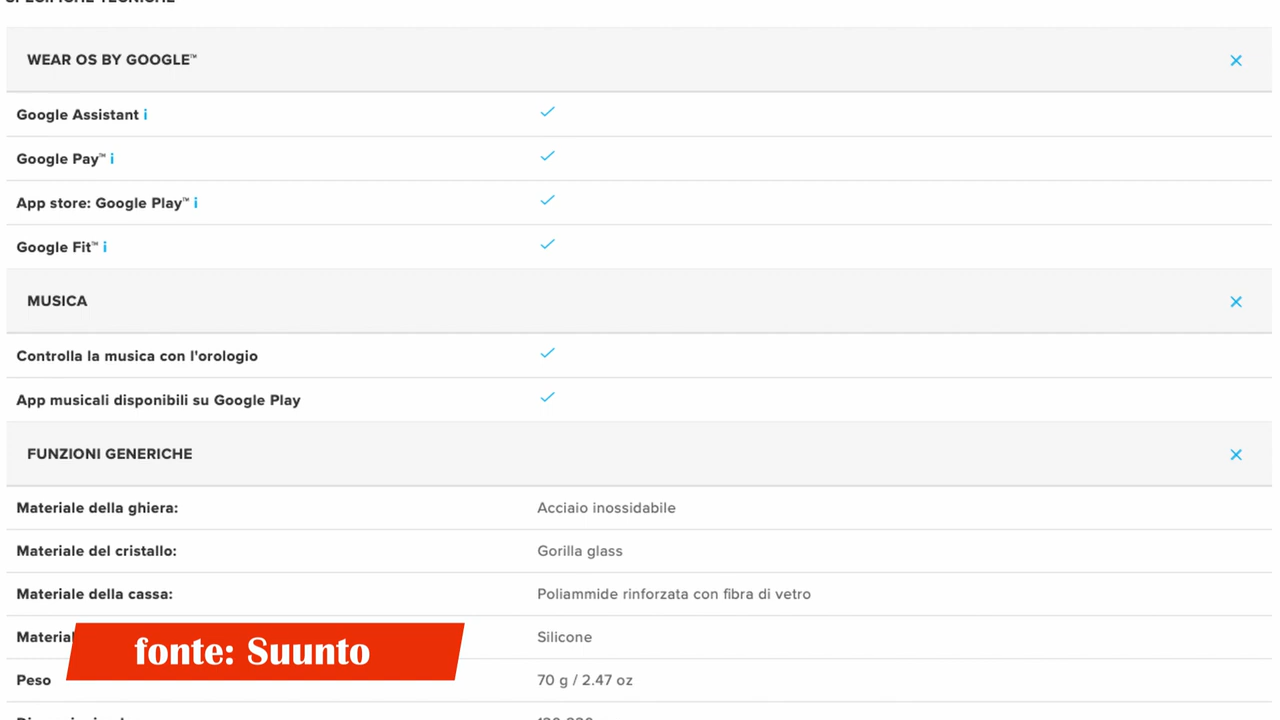 SPECIFICHE TECNICHE
WEAR OS BY GOOGLE™
Google Assistant i
Google Pay™ i
App store: Google Play™ i
Google Fit™ i
MUSICA
Controlla la musica con l'orologio
App musicali disponibili su Google Play
FUNZIONI GENERICHE
Materiale della ghiera: Acciaio inossidabile
Materiale del cristallo: Gorilla glass
Materiale della cassa: Poliammide rinforzata con fibra di vetro
Silicone
fonte: Suunto
Peso 70 g / 2.47 oz